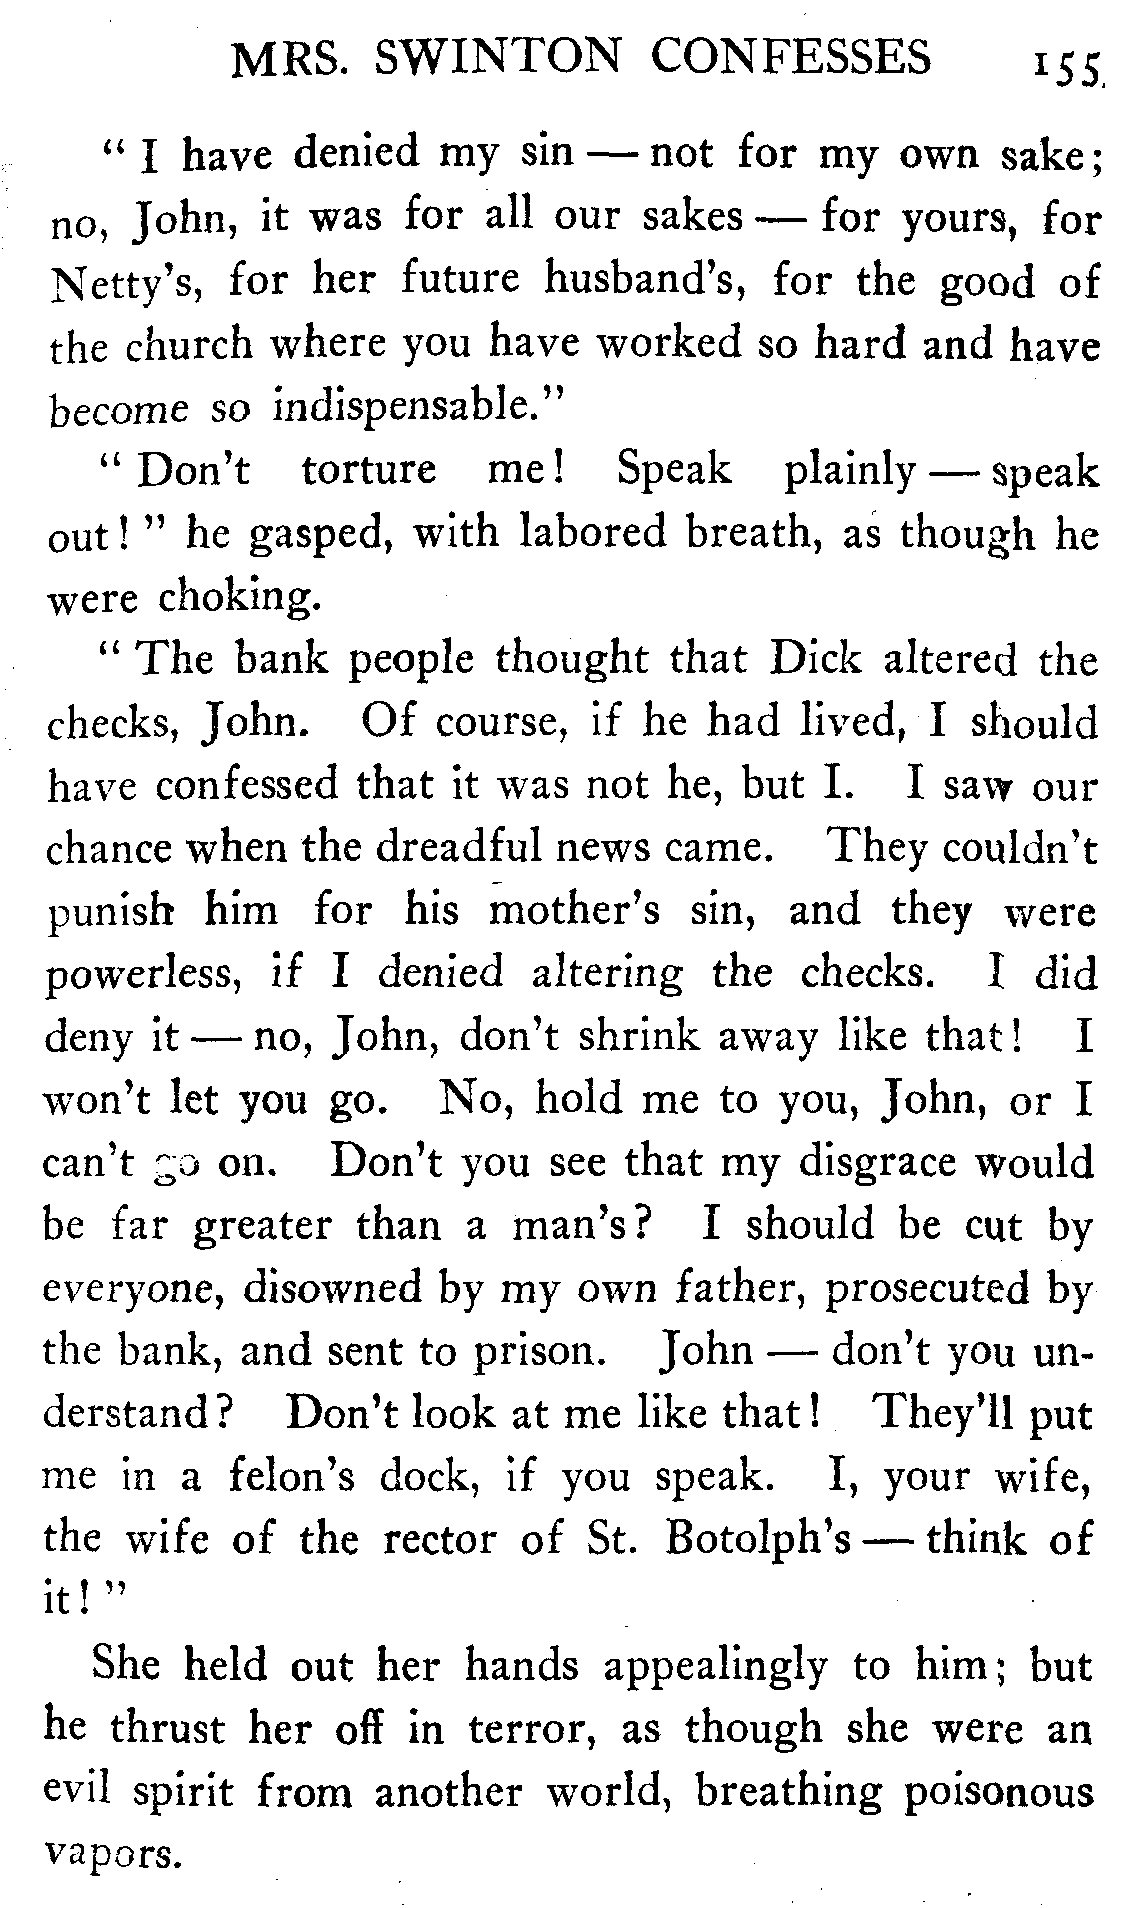 MRS. SWINTON CONFESSES 155
" I have denied my sin — not for my own sake;
no, John, it was for all our sakes — for yours, for
Netty's, for her future husband's, for the good of
the church where you have worked so hard and have
become so indispensable."
" Don't torture me! Speak plainly — speak
out! " he gasped, with labored breath, as though he
were choking.
" The bank people thought that Dick altered the
checks, John. Of course, if he had lived, I should
have confessed that it was not he, but I. I saw our
chance when the dreadful news came. They couldn't
punish him for his mother's sin, and they were
powerless, if I denied altering the checks. I did
deny it — no, John, don't shrink away like that! I
won't let you go. No, hold me to you, John, or I
can't go on. Don't you see that my disgrace would
be far greater than a man's? I should be cut by
everyone, disowned by my own father, prosecuted by
the bank, and sent to prison. John — don't you un-
derstand? Don't look at me like that! They'll put
me in a felon's dock, if you speak. I, your wife,
the wife of the rector of St. Botolph's — think of
it! "
She held out her hands appealingly to him; but
he thrust her off in terror, as though she were an
evil spirit from another world, breathing poisonous
vapors.